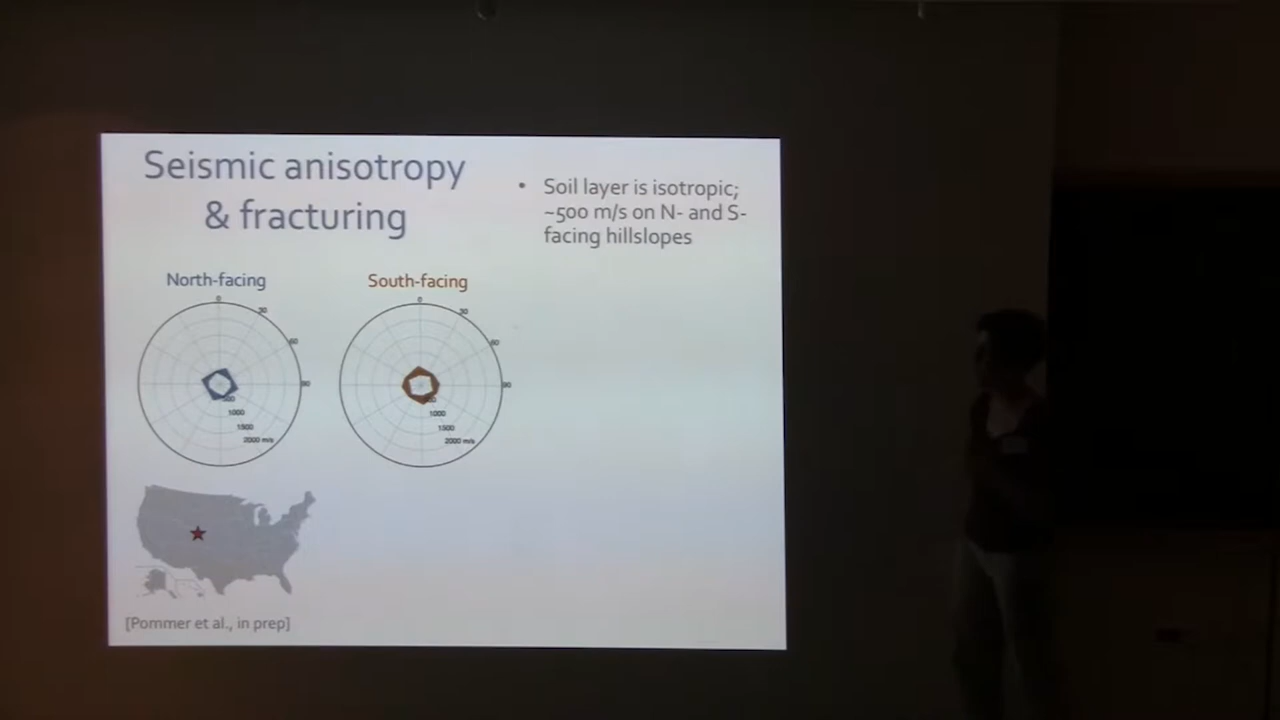 Seismic anisotropy
& fracturing
• Soil layer is isotropic;
~500 m/s on N- and S-
facing hillslopes
North-facing
South-facing
0
30
60
90
500
1000
1500
2000 m/s
0
30
60
90
1000
1500
2000 m/s
[Pommer et al., in prep]